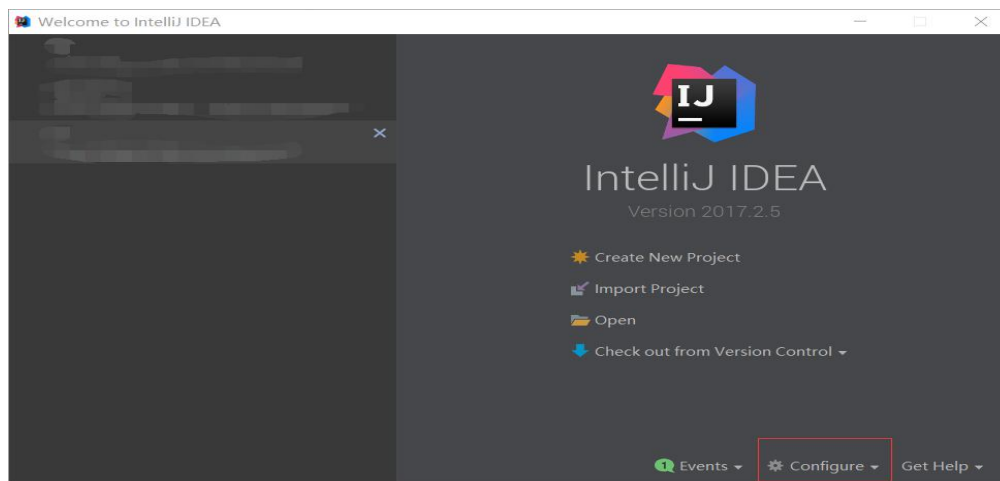 Welcome to IntelliJ IDEA
IJ
IntelliJ IDEA
Version 2017.2.5
Create New Project
Import Project
Open
Check out from Version Control
1 Events Configure Get Help